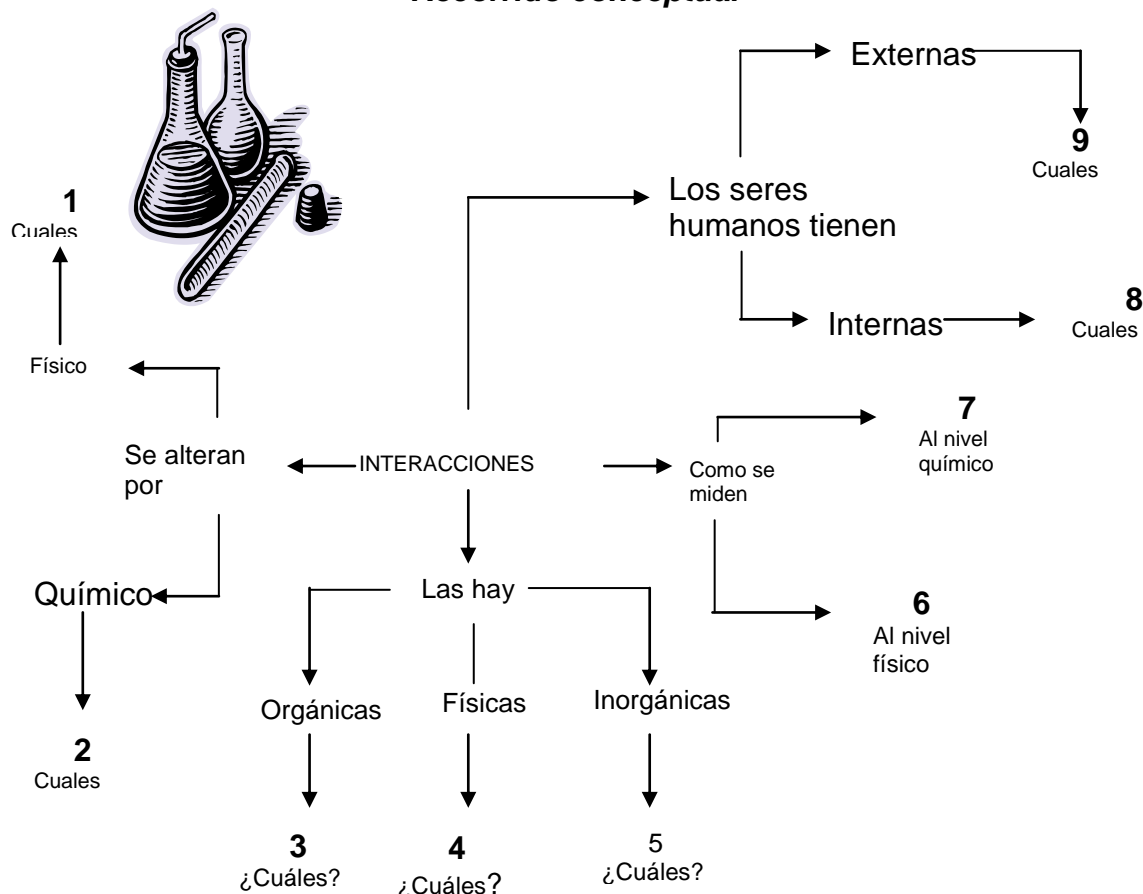 Recorrido conceptual
Externas
9
Cuales
Los seres
humanos tienen
1
Cuales
8
Internas
Cuales
Físico
7
Al nivel
químico
Se alteran
por
INTERACCIONES
Como se
miden
Químico
Las hay
6
Al nivel
físico
Orgánicas
Físicas
Inorgánicas
2
Cuales
3
¿Cuáles?
4
¿Cuáles?
5
¿Cuáles?